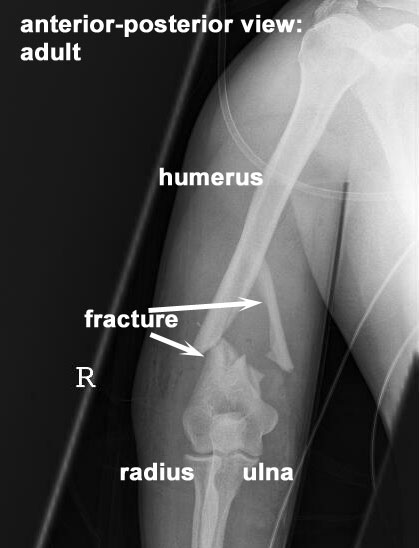 anterior-posterior view:
adult
humerus
fracture
R
radius ulna